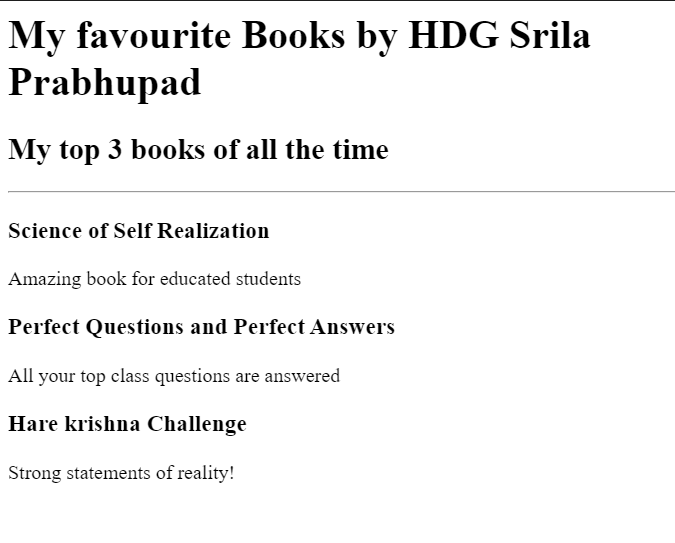 My favourite Books by HDG Srila
Prabhupad
My top 3 books of all the time
Science of Self Realization
Amazing book for educated students
Perfect Questions and Perfect Answers
All your top class questions are answered
Hare krishna Challenge
Strong statements of reality!